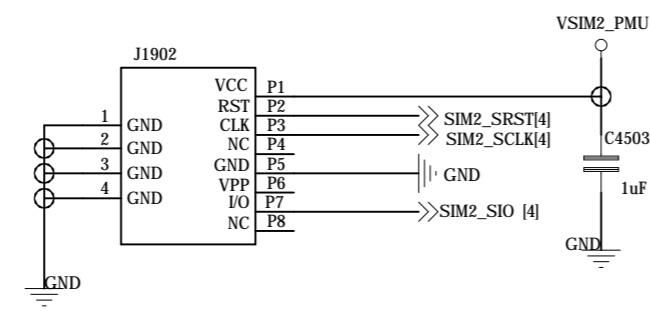 VSIM2_PMU
J1902
VCC P1
RST P2
SIM2_SRST[4]
1 GND CLK P3
SIM2_SCLK[4]
C4503
2 GND NC P4
3 GND GND P5 GND
VPP P6
1uF
4 GND I/O P7 SIM2_SIO [4]
NC P8
GND
GND